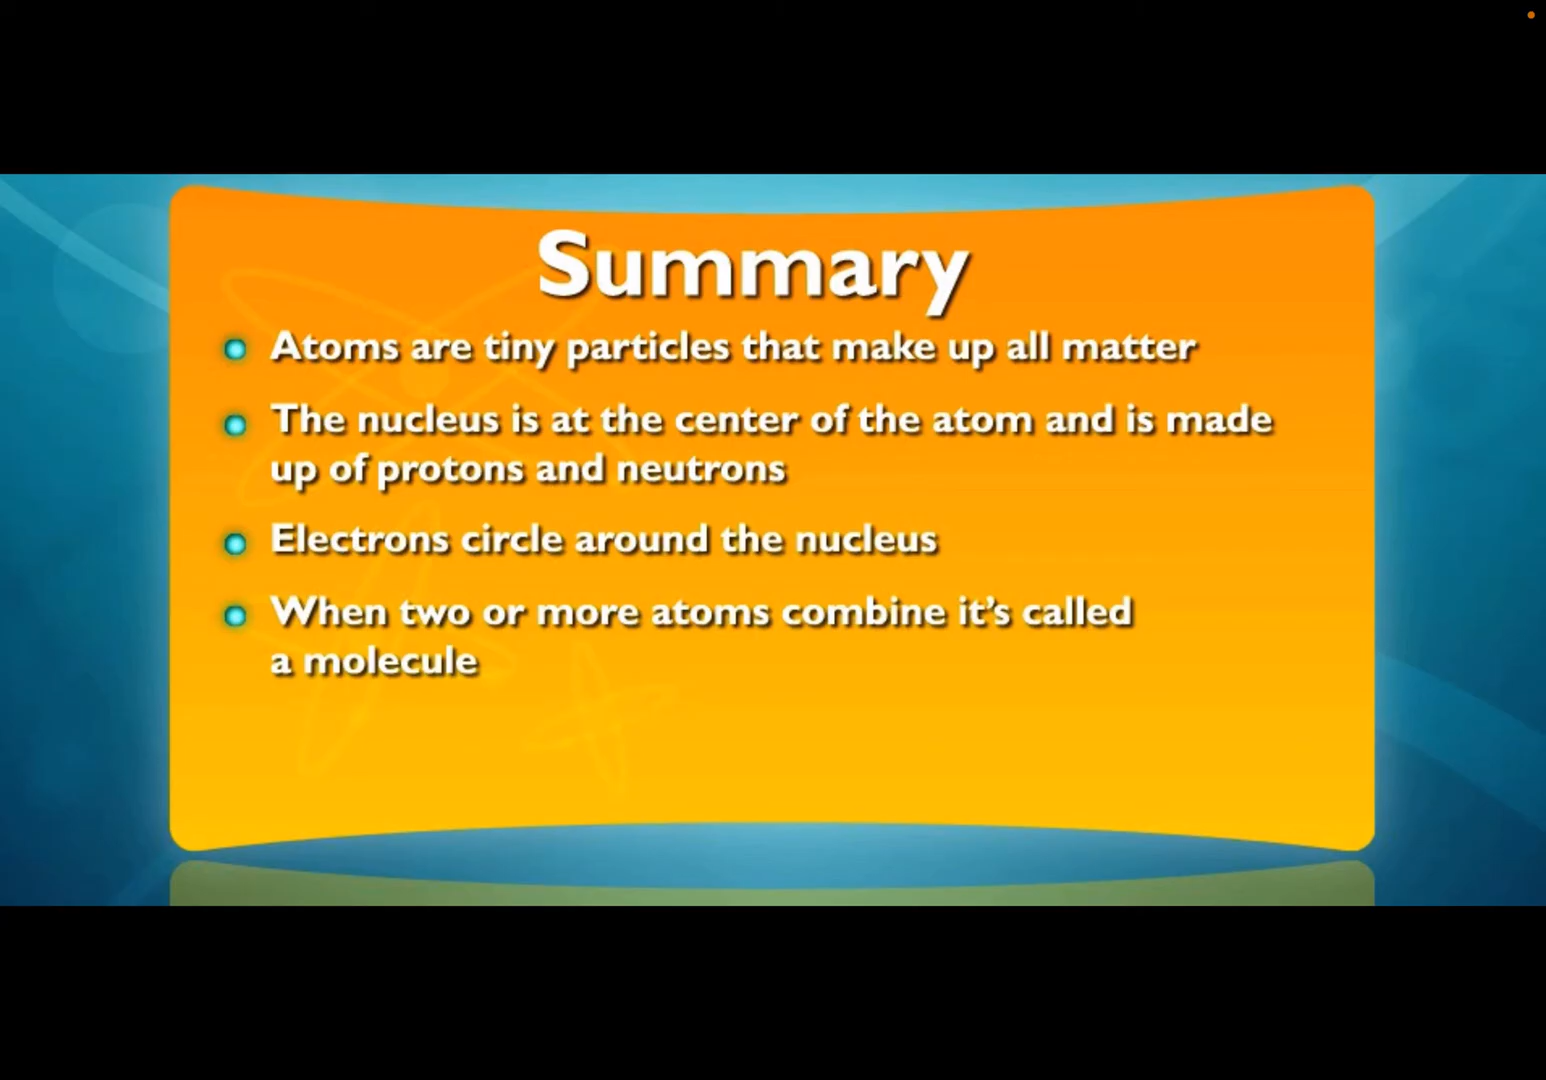 Summary
Atoms are tiny particles that make up all matter
The nucleus is at the center of the atom and is made
up of protons and neutrons
Electrons circle around the nucleus
When two or more atoms combine it’s called
a molecule